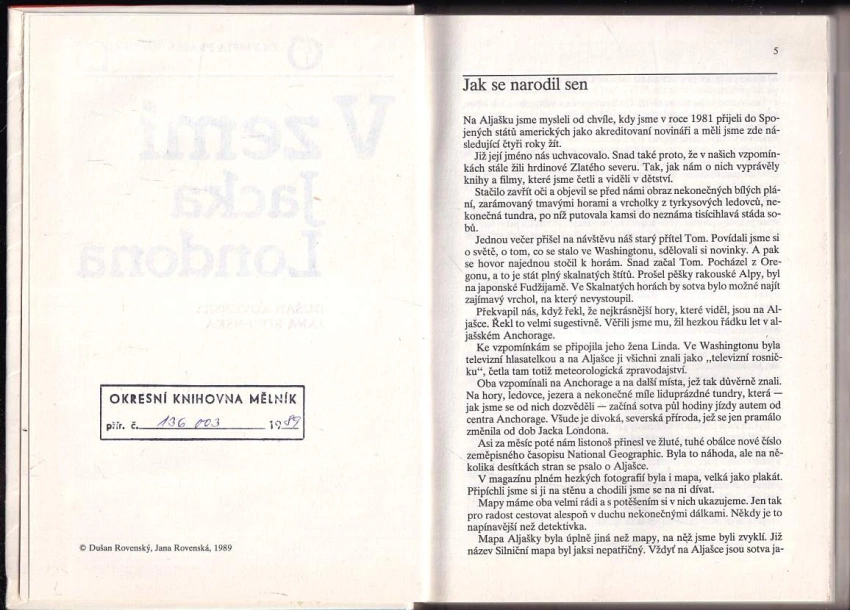 V zemi
Jacka
Londona
OKRESNÍ KNIHOVNA MĚLNÍK
přír. č. 136 003 1989
© Dušan Rovenský, Jana Rovenská, 1989
5
Jak se narodil sen
Na Aljašku jsme mysleli od chvíle, kdy jsme v roce 1981 přijeli do Spo-
jených států amerických jako akreditovaní novináři a měli jsme zde ná-
sledující čtyři roky žít.
Již její jméno nás uchvacovalo. Snad také proto, že v našich vzpomín-
kách stále žili hrdinové Zlatého severu. Tak, jak nám o nich vyprávěly
knihy a filmy, které jsme četli a viděli v dětství.
Stačilo zavřít oči a objevil se před námi obraz nekonečných bílých plá-
ní, zarámovaný tmavými horami a vrcholky z tyrkysových ledovců, ne-
konečná tundra, po níž putovala kamsi do neznáma tisícihlavá stáda so-
bů.
Jednou večer přišel na návštěvu náš starý přítel Tom. Povídali jsme si
o světě, o tom, co se stalo ve Washingtonu, sdělovali si novinky. A pak
se hovor najednou stočil k horám. Snad začal Tom. Pocházel z Ore-
gonu, a to je stát plný skalnatých štítů. Prošel pěšky rakouské Alpy, byl
na japonské Fudžijamě. Ve Skalnatých horách by sotva bylo možné najít
zajímavý vrchol, na který nevystoupil.
Překvapil nás, když řekl, že nejkrásnější hory, které viděl, jsou na Al-
jašce. Řekl to velmi sugestivně. Věřili jsme mu, žil hezkou řádku let v al-
jašském Anchorage.
Ke vzpomínkám se připojila jeho žena Linda. Ve Washingtonu byla
televizní hlasatelkou a na Aljašce ji všichni znali jako „televizní rosnič-
ku“, četla tam totiž meteorologická zpravodajství.
Oba vzpomínali na Anchorage a na další místa, jež tak důvěrně znali.
Na hory, ledovce, jezera a nekonečné míle liduprázdné tundry, která —
jak jsme se od nich dozvěděli — začíná sotva půl hodiny jízdy autem od
centra Anchorage. Všude je divoká, severská příroda, jež se jen pramálo
změnila od dob Jacka Londona.
Asi za měsíc poté nám listonoš přinesl ve žluté, tuhé obálce nové číslo
zeměpisného časopisu National Geographic. Byla to náhoda, ale na ně-
kolika desítkách stran se psalo o Aljašce.
V magazínu plném hezkých fotografií byla i mapa, velká jako plakát.
Připíchli jsme si ji na stěnu a chodili jsme se na ni dívat.
Mapy máme oba velmi rádi a s potěšením si v nich ukazujeme. Jen tak
pro radost cestovat alespoň v duchu nekonečnými dálkami. Někdy je to
napínavější než detektivka.
Mapa Aljašky byla úplně jiná než mapy, na něž jsme byli zvyklí. Již
název Silniční mapa byl jaksi nepatřičný. Vždyť na Aljašce jsou sotva ja-